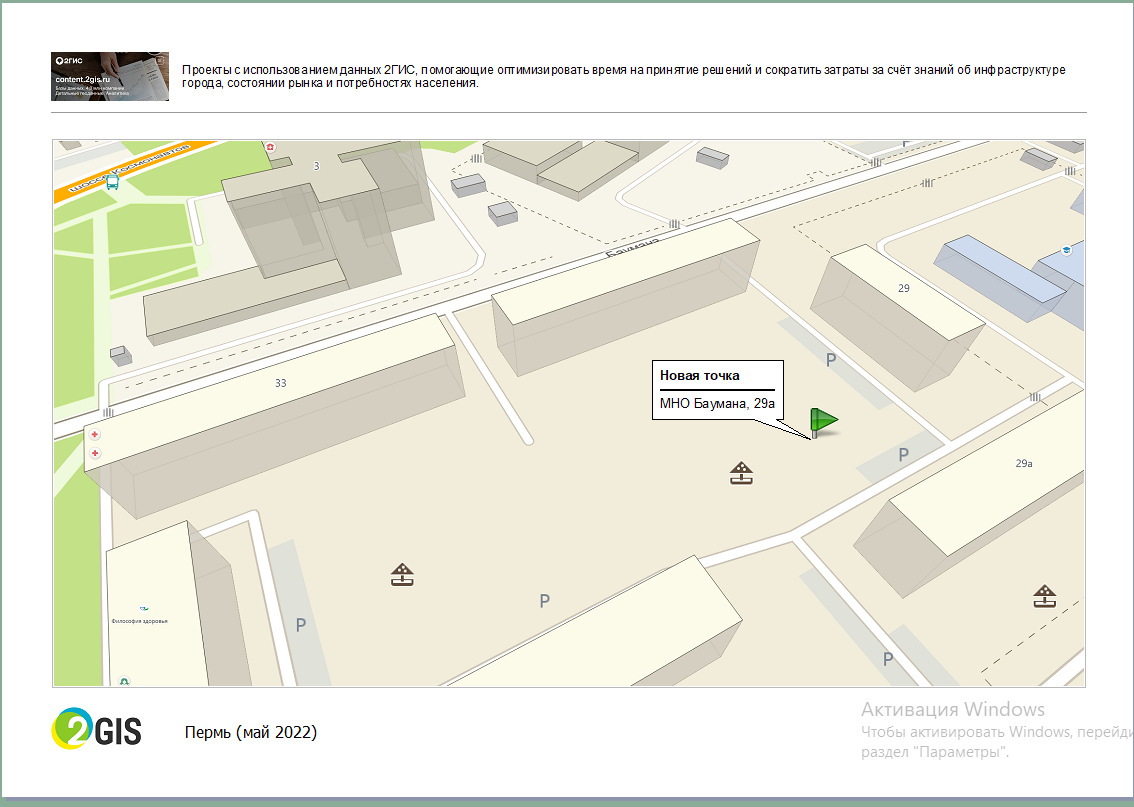 2ГИС
content.2gis.ru
Проекты с использованием данных 2ГИС, помогающие оптимизировать время на принятие решений и сократить затраты за счёт знаний об инфраструктуре
города, состоянии рынка и потребностях населения.
шоссе Космонавтов
3
Баумана
29
33
P
Новая точка
МНО Баумана, 29а
P
29а
P
P
Философия здоровья
P
2GIS
Пермь (май 2022)
Активация Windows
Чтобы активировать Windows, перейди
раздел "Параметры".